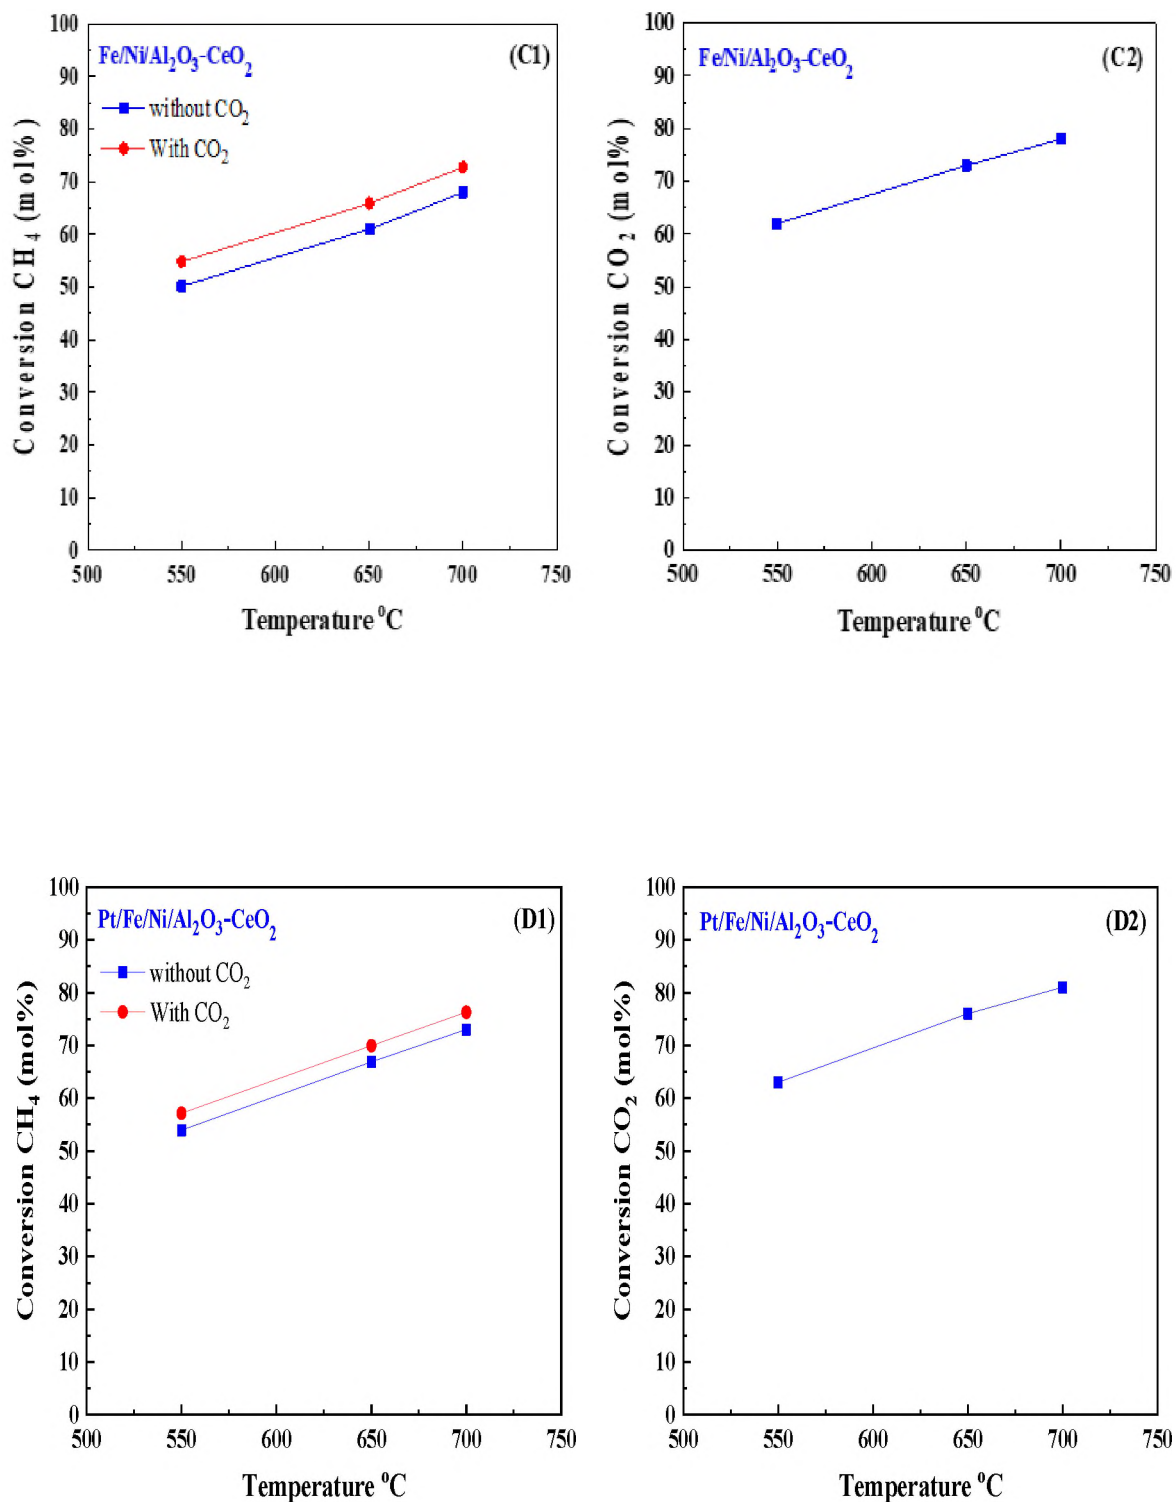 Fe/Ni/Al₂O₃-CeO₂ (C1)
without CO₂
With CO₂
Conversion CH₄ (mol%)
100
90
80
70
60
50
40
30
20
10
0
500 550 600 650 700 750
Temperature ⁰C
Fe/Ni/Al₂O₃-CeO₂ (C2)
Conversion CO₂ (mol%)
100
90
80
70
60
50
40
30
20
10
0
500 550 600 650 700 750
Temperature ⁰C
Pt/Fe/Ni/Al₂O₃-CeO₂ (D1)
without CO₂
With CO₂
Conversion CH₄ (mol%)
100
90
80
70
60
50
40
30
20
10
0
500 550 600 650 700 750
Temperature ⁰C
Pt/Fe/Ni/Al₂O₃-CeO₂ (D2)
Conversion CO₂ (mol%)
100
90
80
70
60
50
40
30
20
10
0
500 550 600 650 700 750
Temperature ⁰C